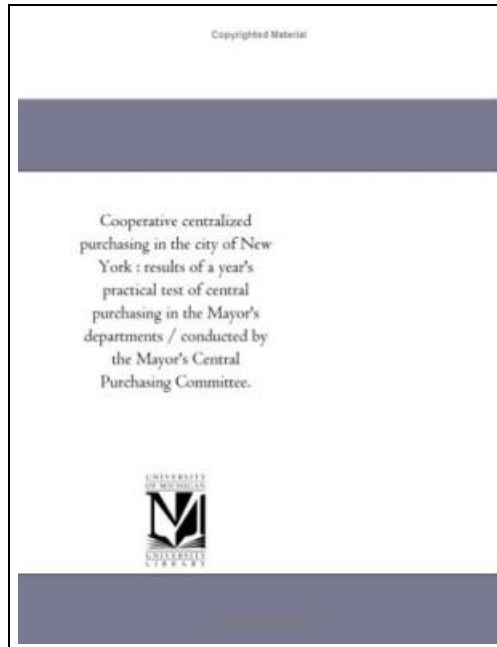 Copyrighted Material
Cooperative centralized
purchasing in the city of New
York : results of a year's
practical test of central
purchasing in the Mayor's
departments / conducted by
the Mayor's Central
Purchasing Committee.
UNIVERSITY
OF MICHIGAN
UNIVERSITY
LIBRARY